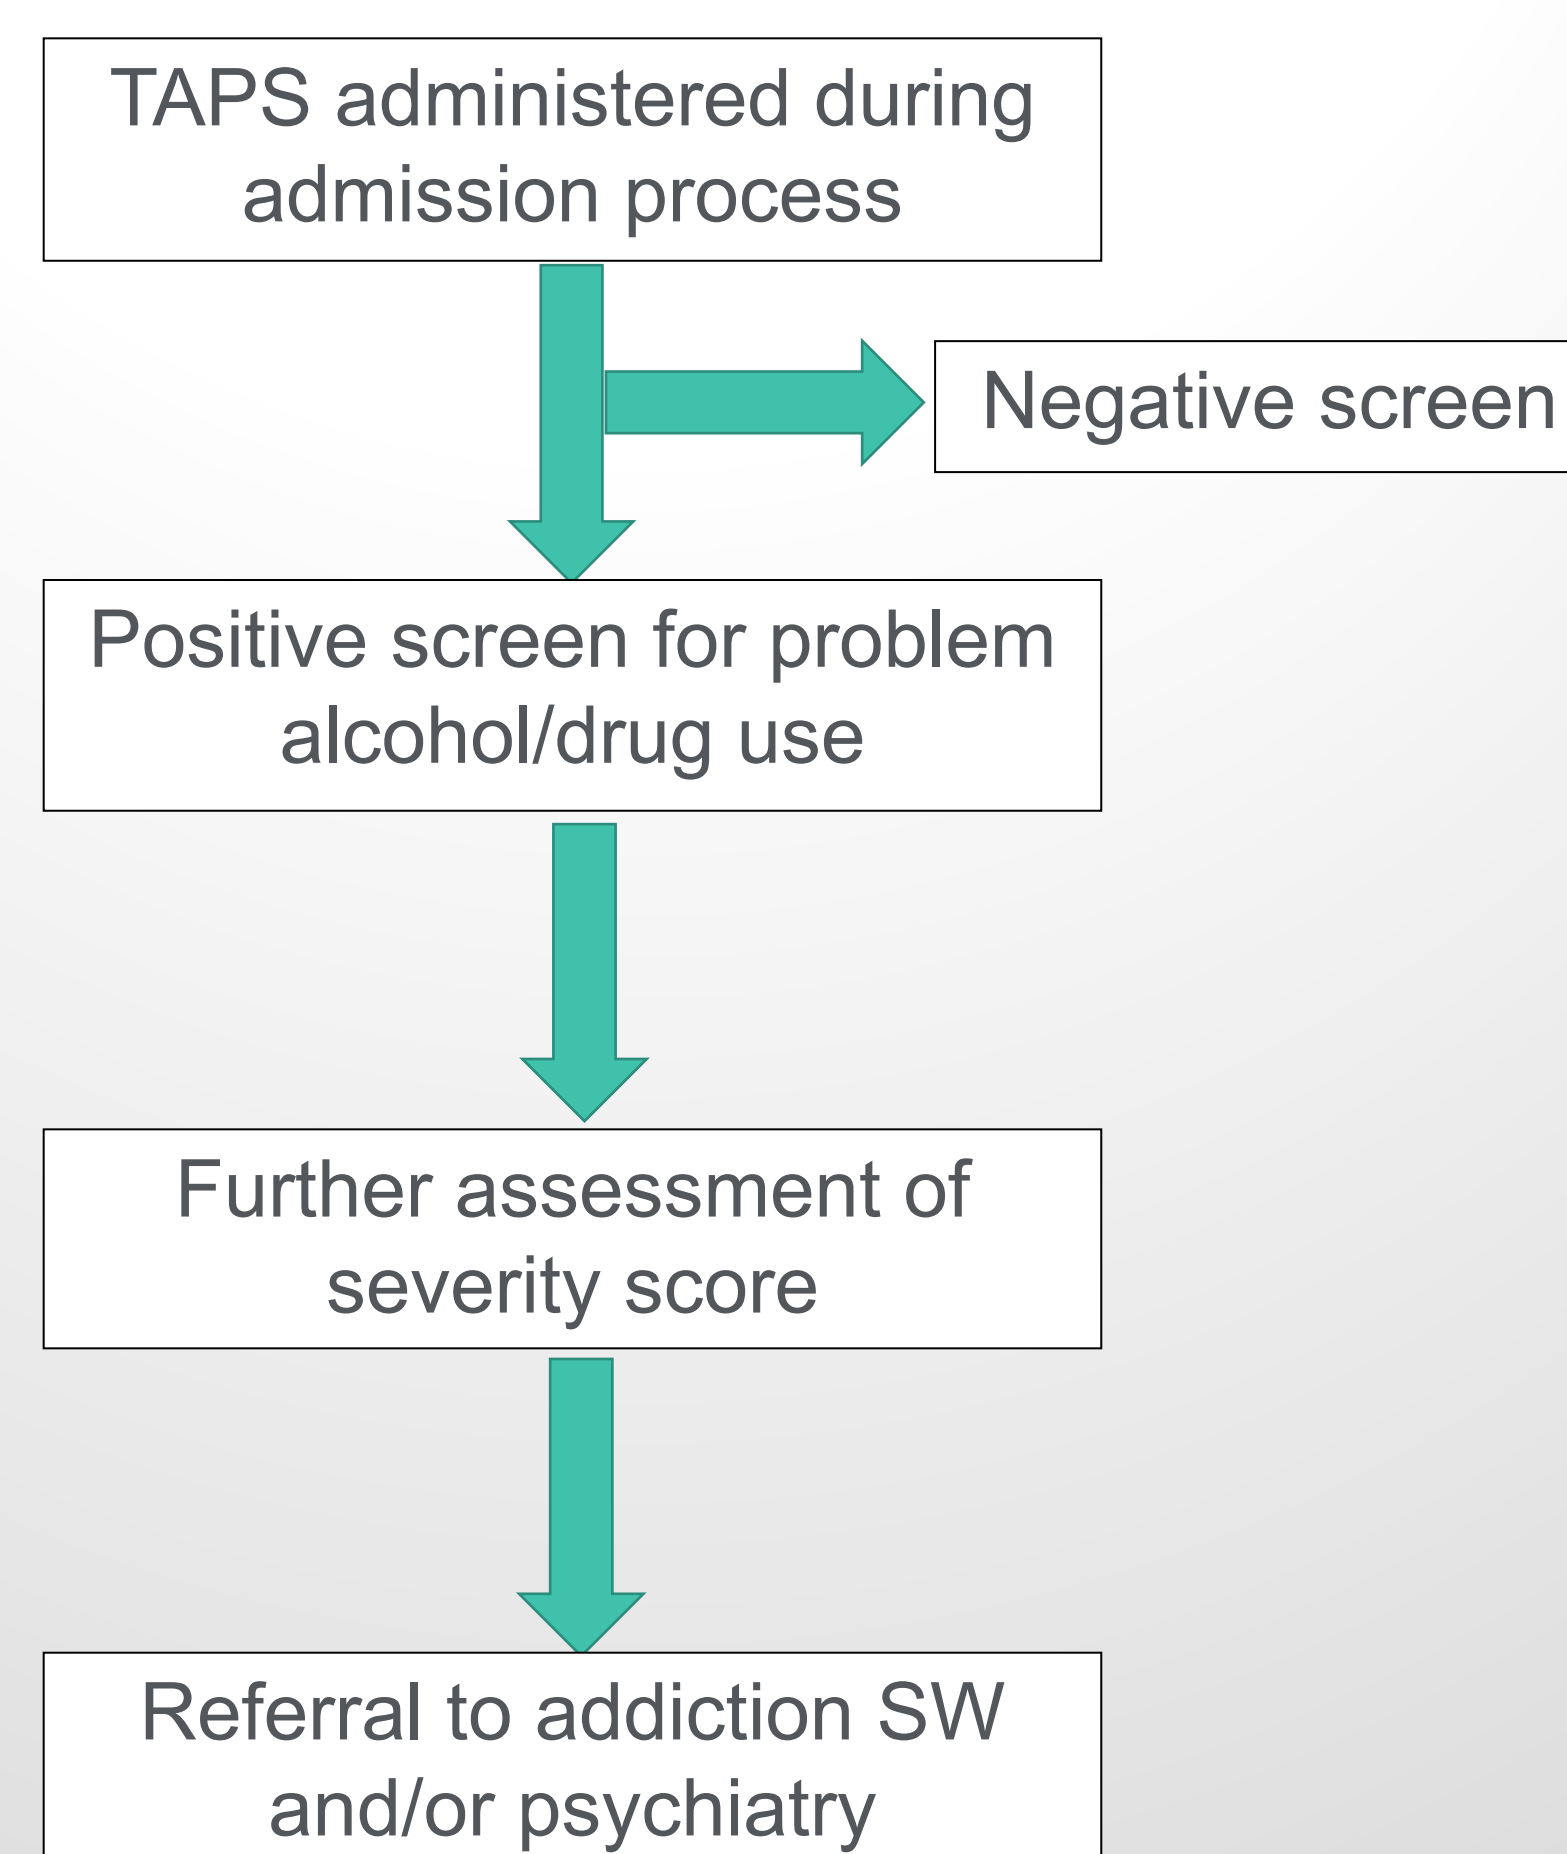 TAPS administered during
admission process
Negative screen
Positive screen for problem
alcohol/drug use
Further assessment of
severity score
Referral to addiction SW
and/or psychiatry